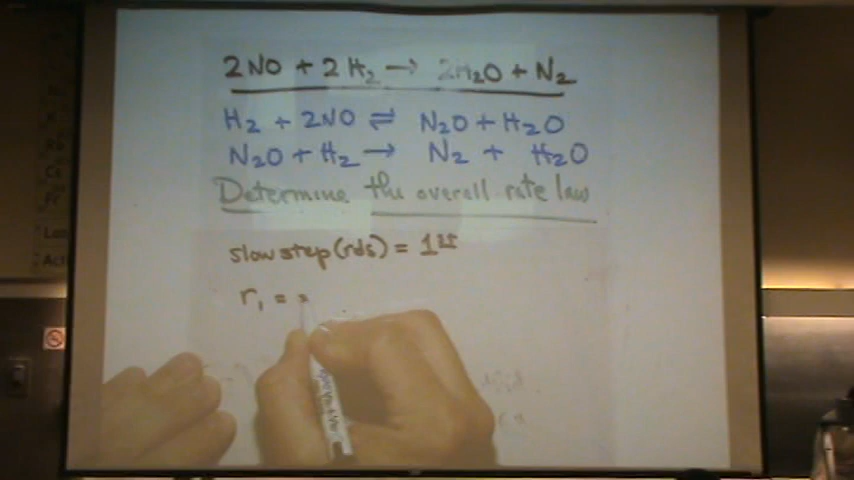 2NO + 2H₂ → 2H₂O + N₂
H₂ + 2NO ⇌ N₂O + H₂O
N₂O + H₂ → N₂ + H₂O
Determine the overall rate law
slow step (rds) = 1st
r₁ =